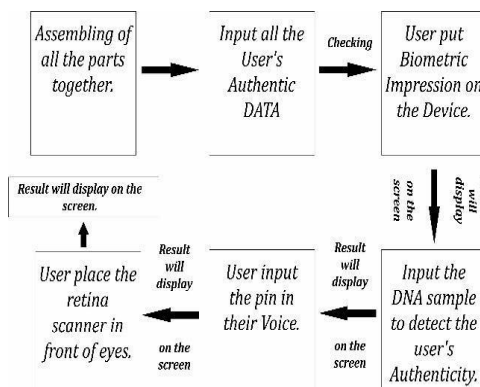 Assembling of
all the parts
together.
Input all the
User's
Authentic
DATA
Checking
User put
Biometric
Impression on
the Device.
will
display
on the
screen
Input the
DNA sample
to detect the
user's
Authenticity.
Result
will
display
on the
screen
User input
the pin in
their Voice.
Result
will
display
on the
screen
User place the
retina
scanner in
front of eyes.
Result will display on the
screen.